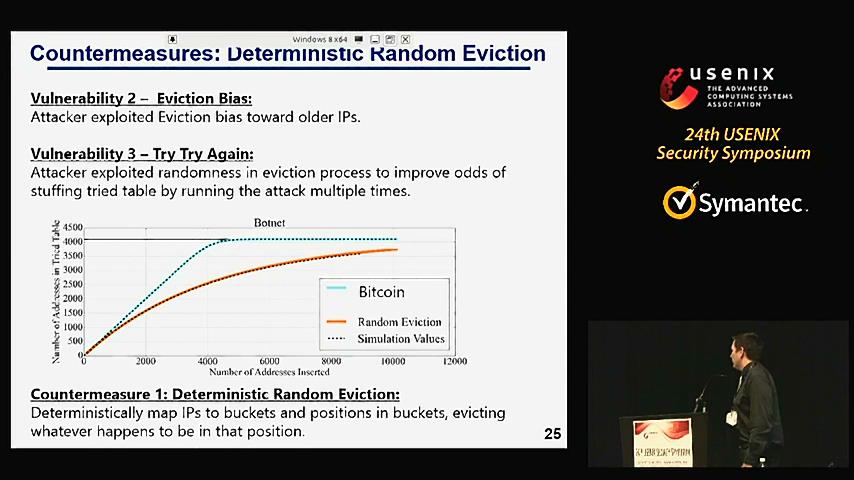 Windows 8 x64
Countermeasures: Deterministic Random Eviction
Vulnerability 2 – Eviction Bias:
Attacker exploited Eviction bias toward older IPs.
Vulnerability 3 – Try Try Again:
Attacker exploited randomness in eviction process to improve odds of
stuffing tried table by running the attack multiple times.
Botnet
Number of Addresses in Tried Table
4500
4000
3500
3000
2500
2000
1500
1000
500
0
Bitcoin
Random Eviction
Simulation Values
0 2000 4000 6000 8000 10000 12000
Number of Addresses Inserted
Countermeasure 1: Deterministic Random Eviction:
Deterministically map IPs to buckets and positions in buckets, evicting
whatever happens to be in that position.
25
usenix
THE ADVANCED
COMPUTING SYSTEMS
ASSOCIATION
24th USENIX
Security Symposium
Symantec.